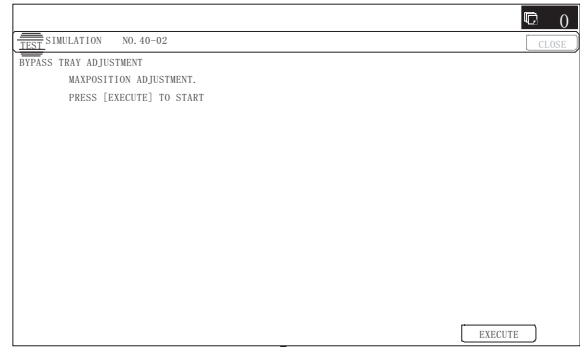 0
TEST SIMULATION NO. 40-02
CLOSE
BYPASS TRAY ADJUSTMENT
MAXPOSITION ADJUSTMENT.
PRESS [EXECUTE] TO START
EXECUTE